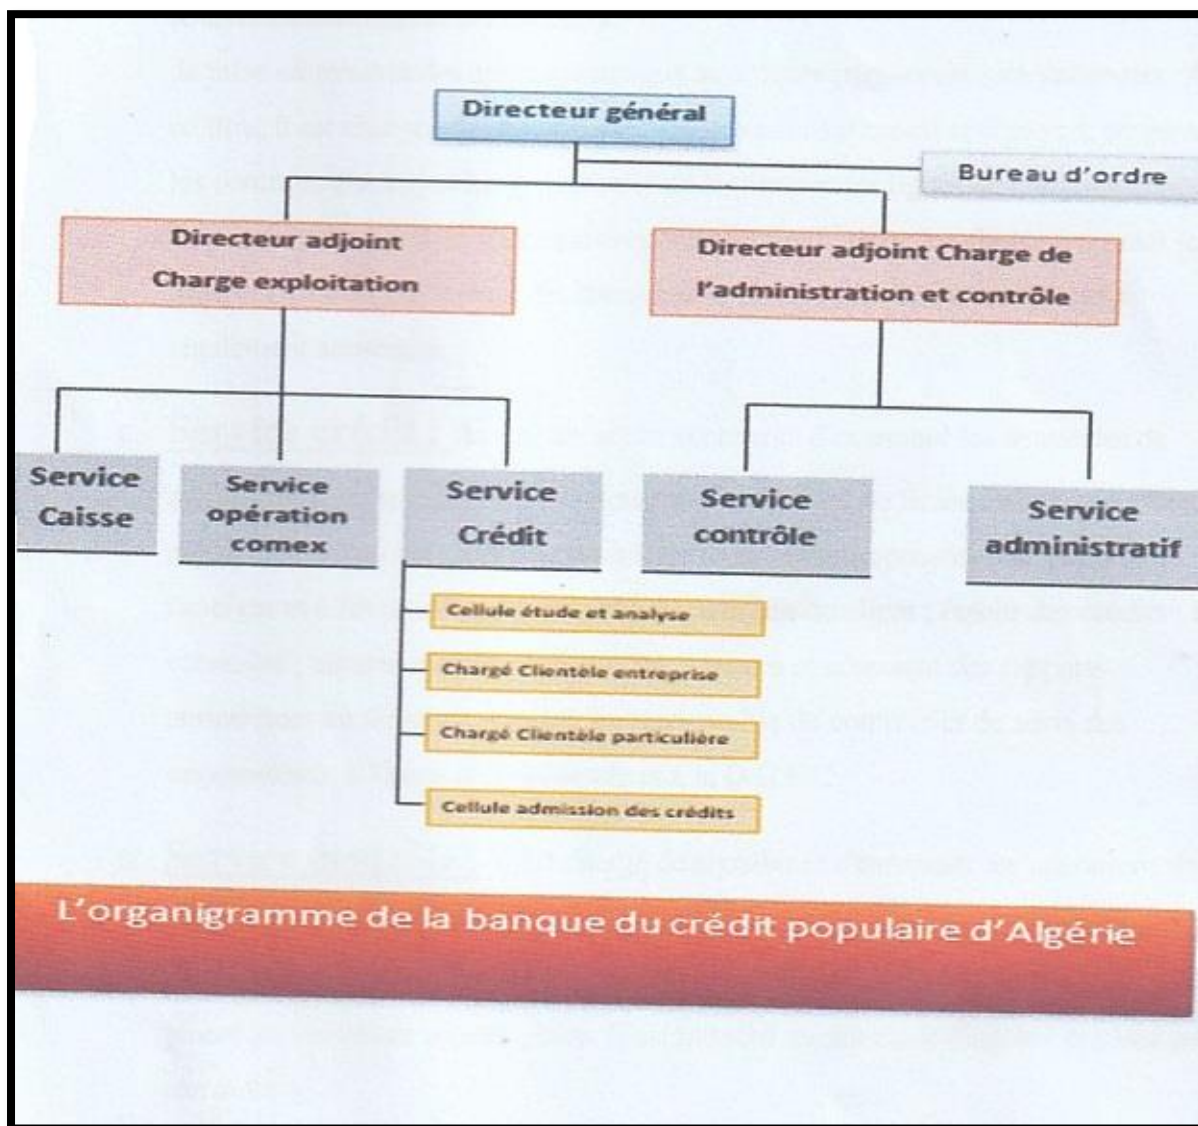 Directeur général
Bureau d'ordre
Directeur adjoint
Charge exploitation
Directeur adjoint Charge de
l'administration et contrôle
Service
Caisse
Service
opération
comex
Service
Crédit
Service
contrôle
Service
administratif
Cellule étude et analyse
Chargé Clientèle entreprise
Chargé Clientèle particulière
Cellule admission des crédits
L'organigramme de la banque du crédit populaire d'Algérie